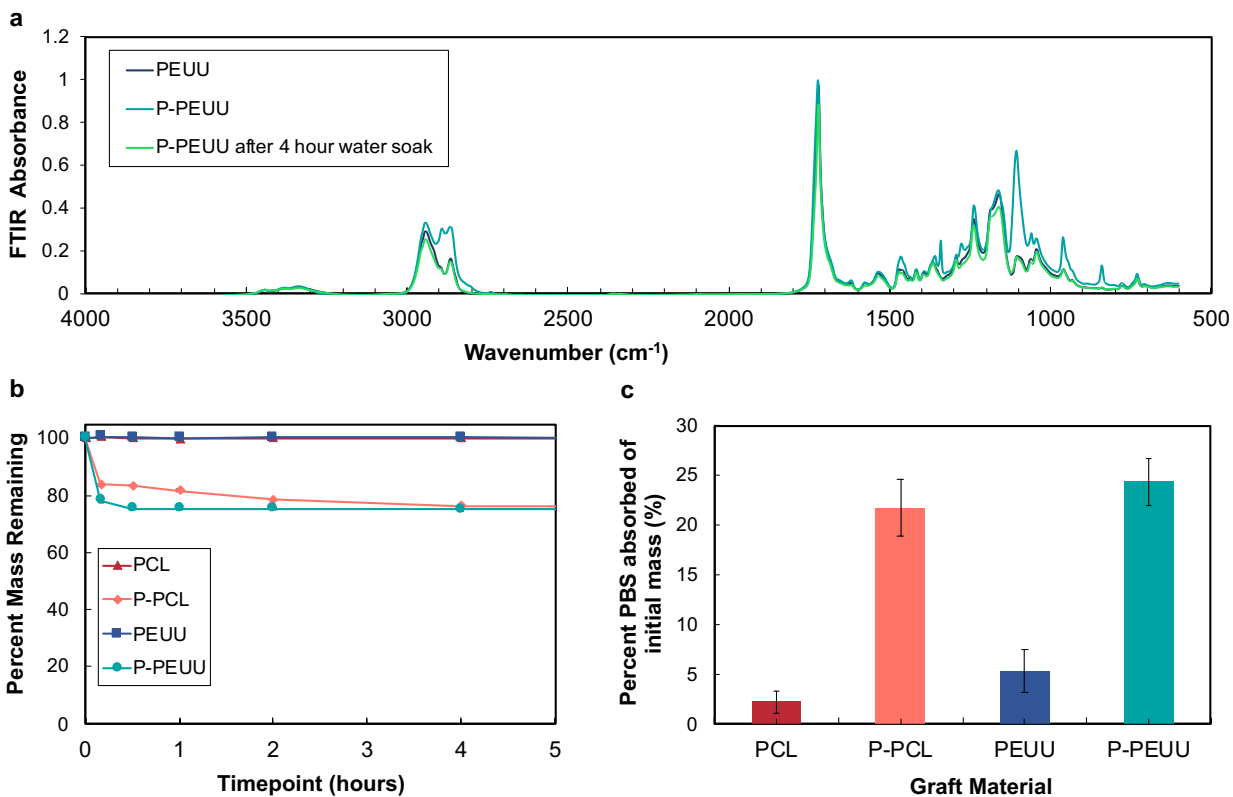 a
1.2
1
0.8
0.6
0.4
0.2
0
FTIR Absorbance
PEUU
P-PEUU
P-PEUU after 4 hour water soak
4000 3500 3000 2500 2000 1500 1000 500
Wavenumber (cm⁻¹)
b
100
80
60
40
20
0
Percent Mass Remaining
PCL
P-PCL
PEUU
P-PEUU
0 1 2 3 4 5
Timepoint (hours)
c
30
25
20
15
10
5
0
Percent PBS absorbed of
initial mass (%)
PCL P-PCL PEUU P-PEUU
Graft Material